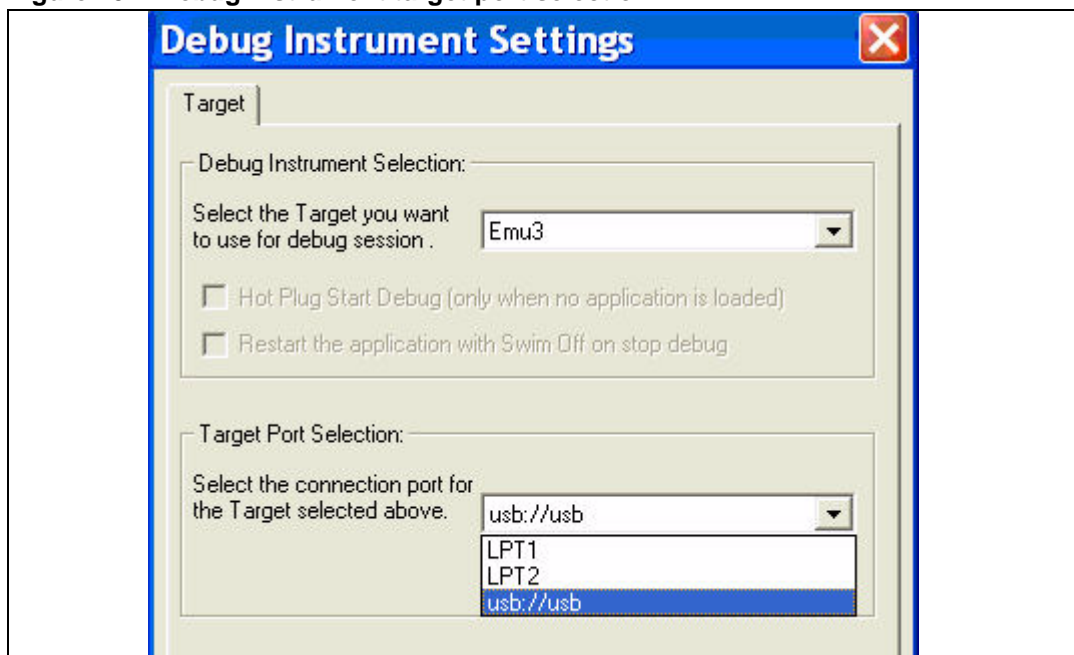 Debug Instrument Settings
Target
Debug Instrument Selection:
Select the Target you want
to use for debug session .
Emu3
Hot Plug Start Debug (only when no application is loaded)
Restart the application with Swim Off on stop debug
Target Port Selection:
Select the connection port for
the Target selected above.
usb://usb
LPT1
LPT2
usb://usb